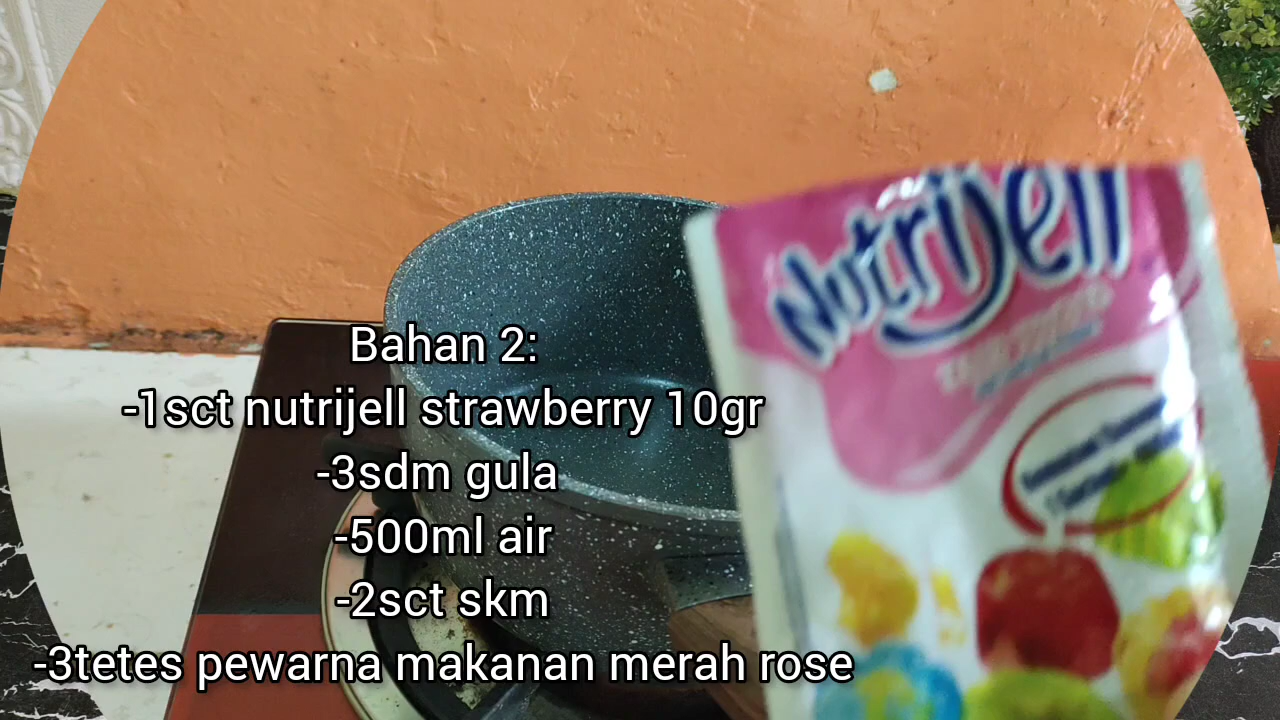 NutriJell
Bahan 2:
-1sct nutrijell strawberry 10gr
-3sdm gula
-500ml air
-2sct skm
-3tetes pewarna makanan merah rose